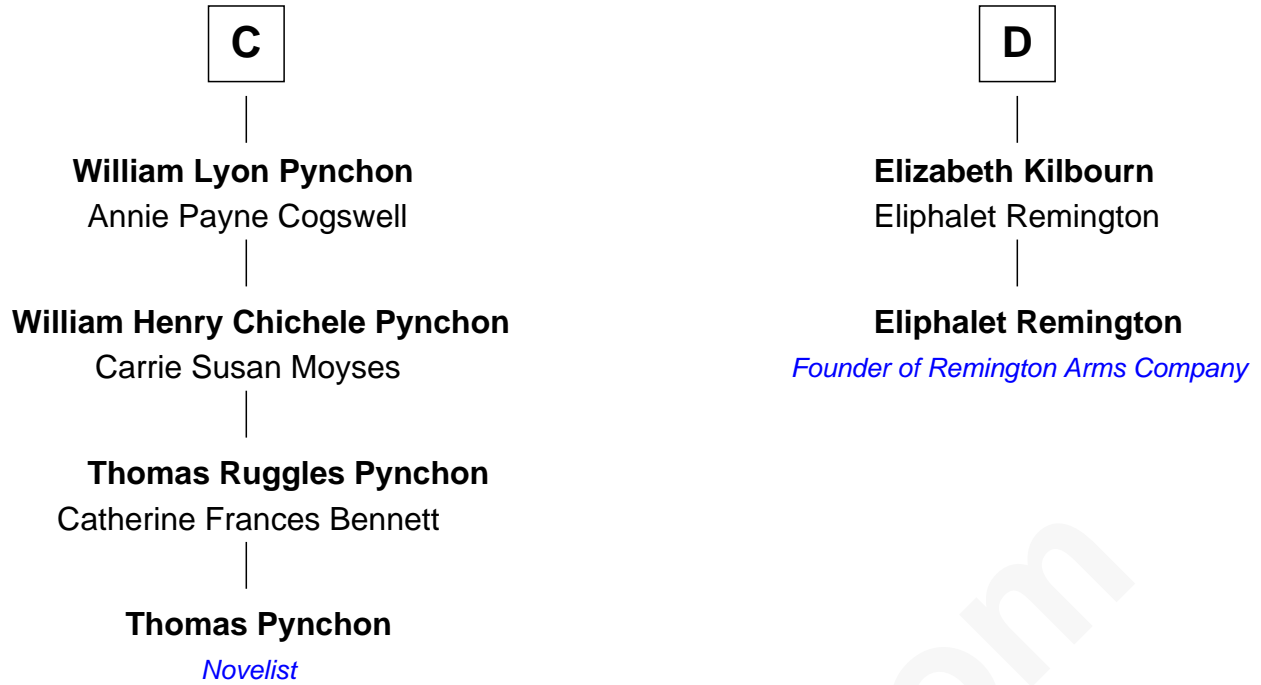 C
William Lyon Pynchon
Annie Payne Cogswell
William Henry Chichele Pynchon
Carrie Susan Moyses
Thomas Ruggles Pynchon
Catherine Frances Bennett
Thomas Pynchon
Novelist
D
Elizabeth Kilbourn
Eliphalet Remington
Eliphalet Remington
Founder of Remington Arms Company
om